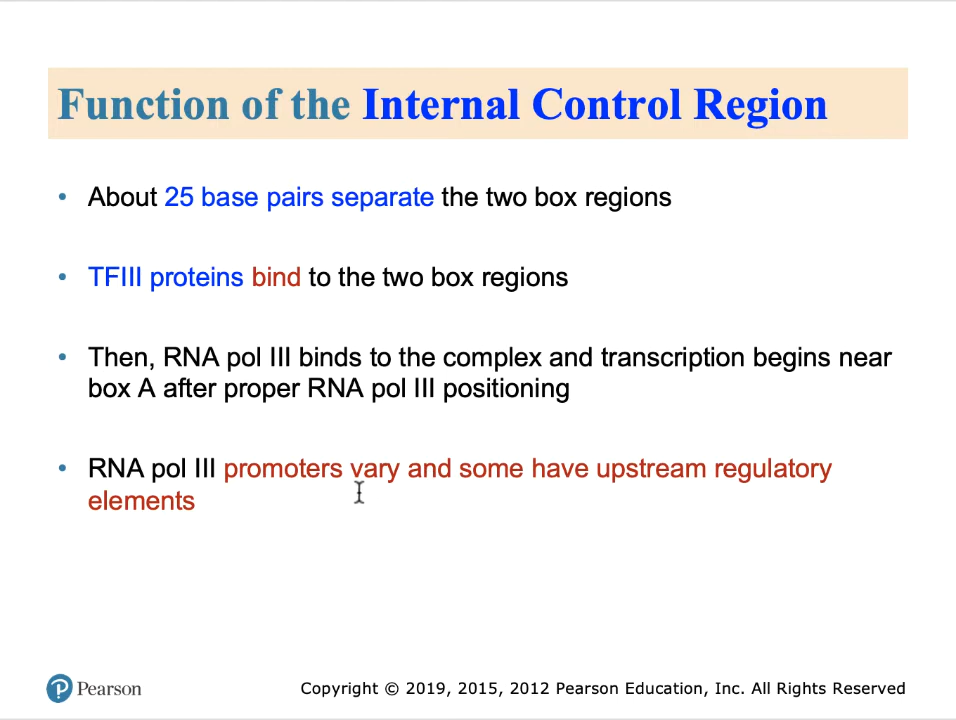 Function of the Internal Control Region
• About 25 base pairs separate the two box regions
• TFIII proteins bind to the two box regions
• Then, RNA pol III binds to the complex and transcription begins near
box A after proper RNA pol III positioning
• RNA pol III promoters vary and some have upstream regulatory
elements
Pearson
Copyright © 2019, 2015, 2012 Pearson Education, Inc. All Rights Reserved